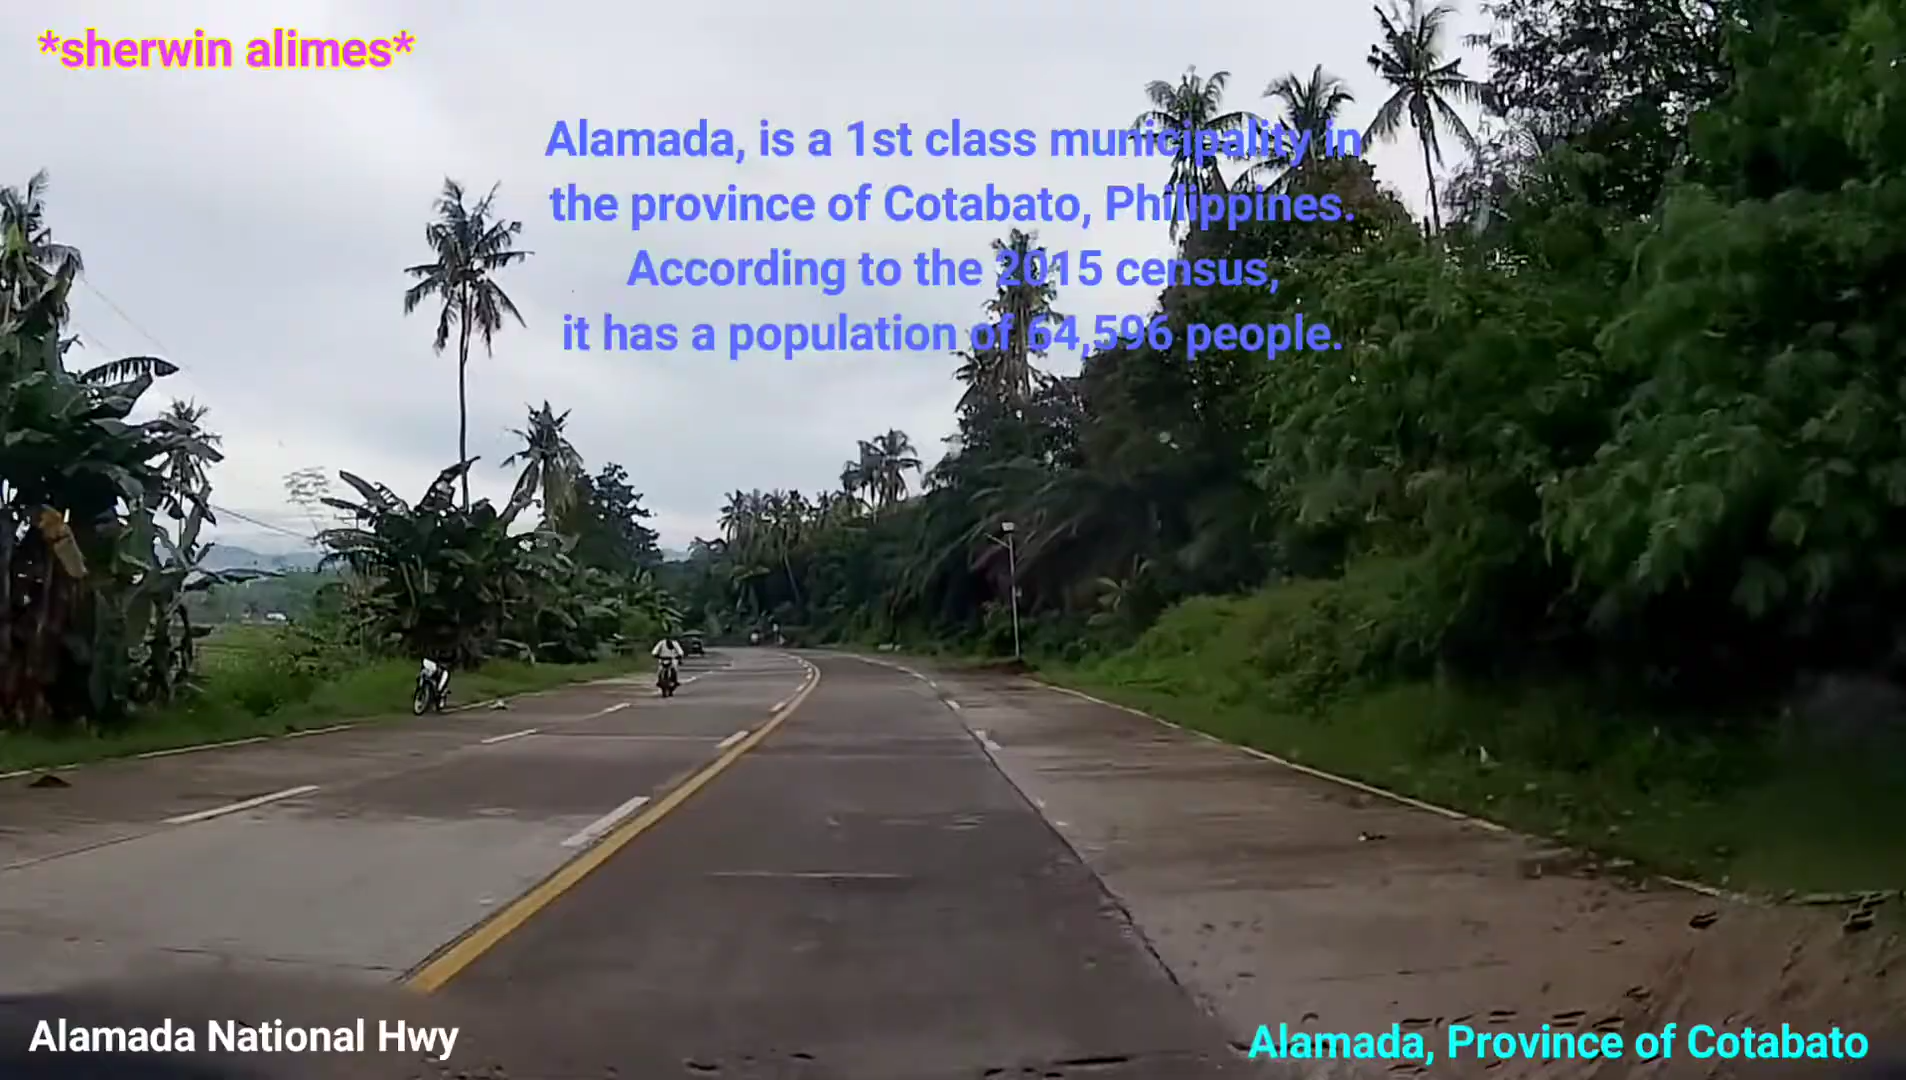 *sherwin alimes*
Alamada, is a 1st class municipality in
the province of Cotabato, Philippines.
According to the 2015 census,
it has a population of 64,596 people.
Alamada National Hwy
Alamada, Province of Cotabato